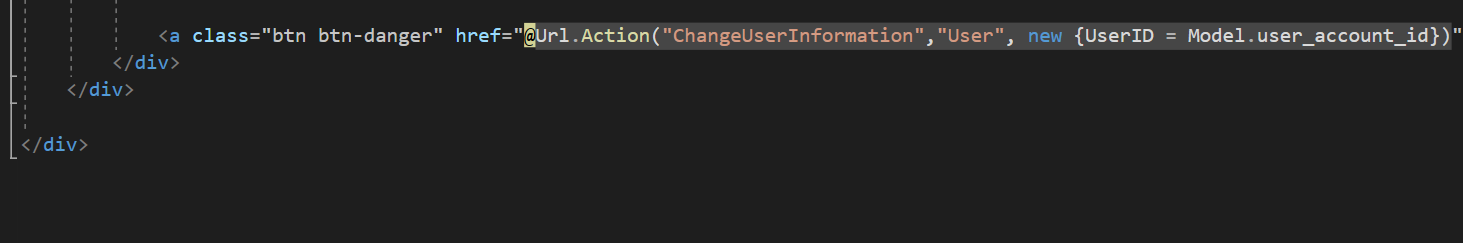 <a class="btn btn-danger" href="@Url.Action("ChangeUserInformation","User", new {UserID = Model.user_account_id})"
</div>
</div>
</div>